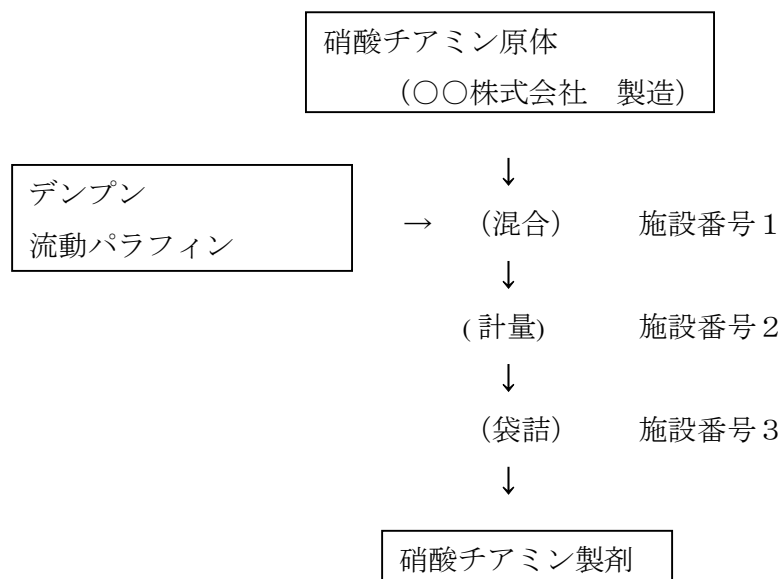 硝酸チアミン原体
(○○株式会社　製造)
↓
デンプン
流動パラフィン
→ (混合)　施設番号1
↓
(計量)　施設番号2
↓
(袋詰)　施設番号3
↓
硝酸チアミン製剤